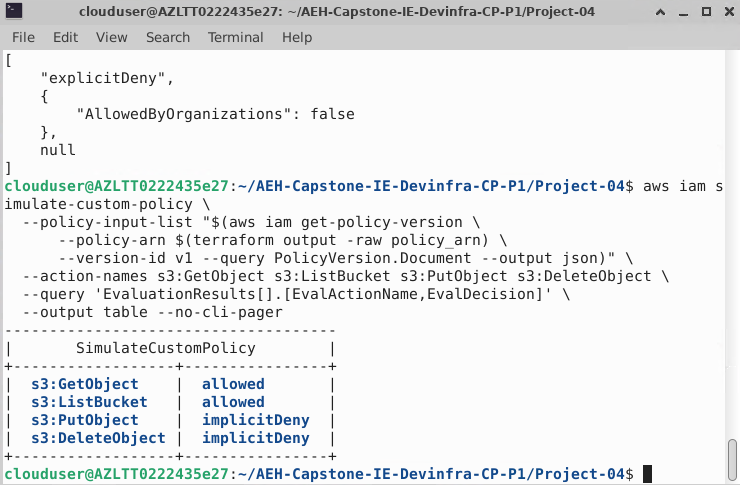 clouduser@AZLTT0222435e27: ~/AEH-Capstone-IE-Devinfra-CP-P1/Project-04
File Edit View Search Terminal Help
[
    "explicitDeny",
    {
        "AllowedByOrganizations": false
    },
    null
]
clouduser@AZLTT0222435e27:~/AEH-Capstone-IE-Devinfra-CP-P1/Project-04$ aws iam s
imulate-custom-policy \
  --policy-input-list "$(aws iam get-policy-version \
      --policy-arn $(terraform output -raw policy_arn) \
      --version-id v1 --query PolicyVersion.Document --output json)" \
  --action-names s3:GetObject s3:ListBucket s3:PutObject s3:DeleteObject \
  --query 'EvaluationResults[].[EvalActionName,EvalDecision]' \
  --output table --no-cli-pager
-------------------------------------
|       SimulateCustomPolicy        |
+------------------+----------------+
|  s3:GetObject    |  allowed       |
|  s3:ListBucket   |  allowed       |
|  s3:PutObject    |  implicitDeny  |
|  s3:DeleteObject |  implicitDeny  |
+------------------+----------------+
clouduser@AZLTT0222435e27:~/AEH-Capstone-IE-Devinfra-CP-P1/Project-04$